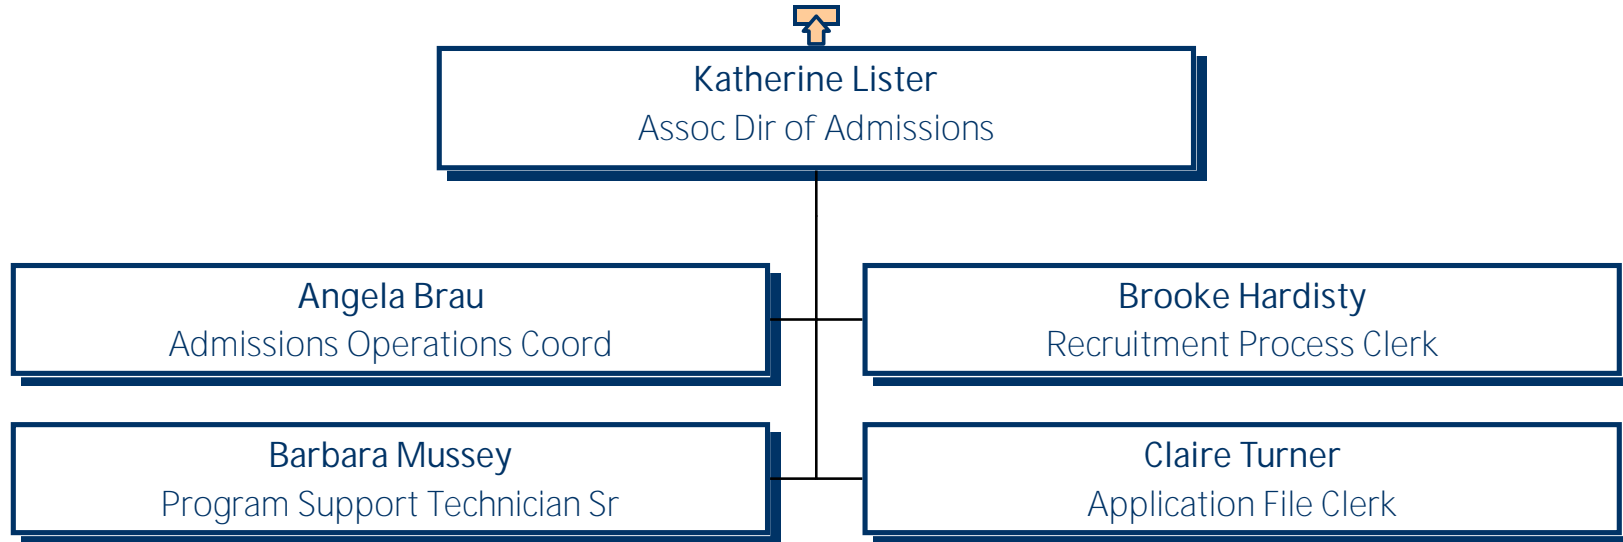 Katherine Lister
Assoc Dir of Admissions
Angela Brau
Admissions Operations Coord
Brooke Hardisty
Recruitment Process Clerk
Barbara Mussey
Program Support Technician Sr
Claire Turner
Application File Clerk